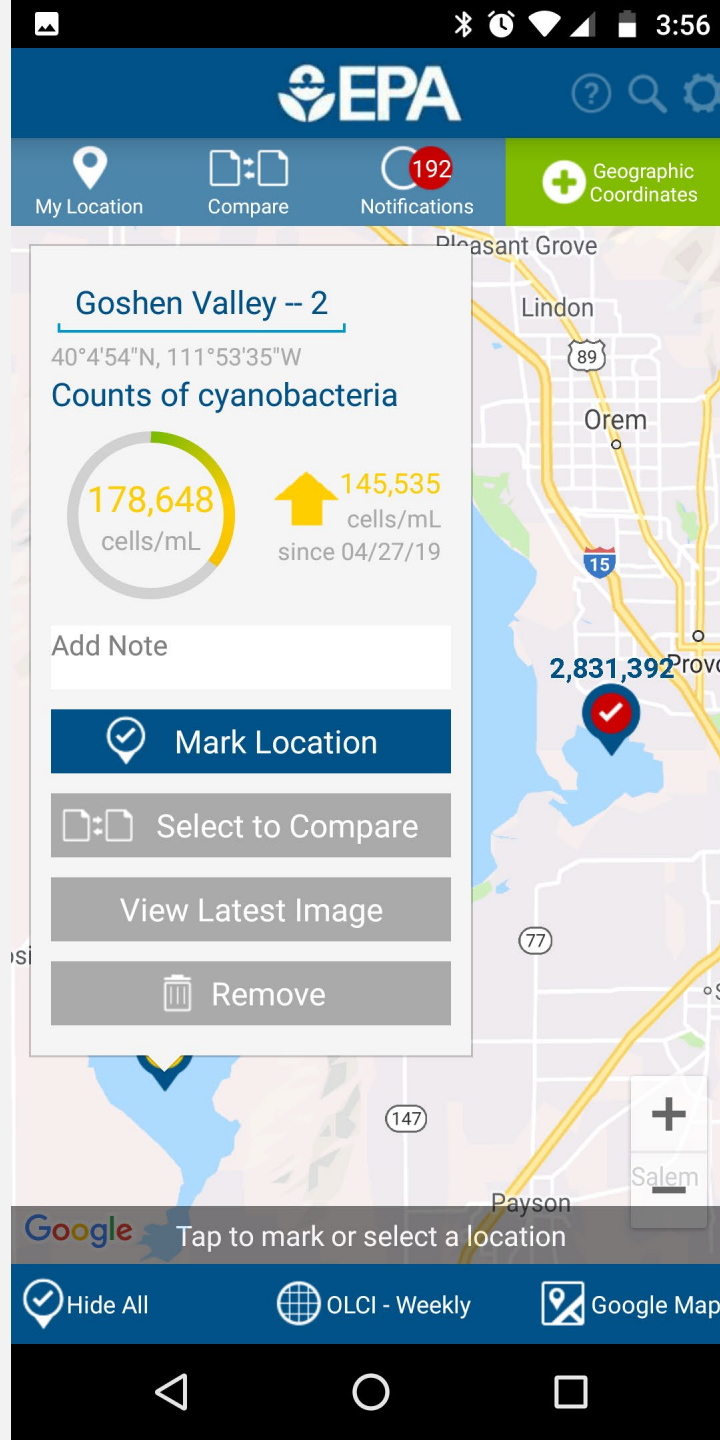 3:56
EPA
My Location
Compare
192
Notifications
Geographic
Coordinates
Pleasant Grove
Goshen Valley -- 2
Lindon
40°4'54"N, 111°53'35"W
89
Counts of cyanobacteria
Orem
178,648
cells/mL
145,535
cells/mL
since 04/27/19
15
Add Note
2,831,392
Provo
Mark Location
Select to Compare
View Latest Image
77
Remove
147
Salem
Payson
Google
Tap to mark or select a location
Hide All
OLCI - Weekly
Google Map